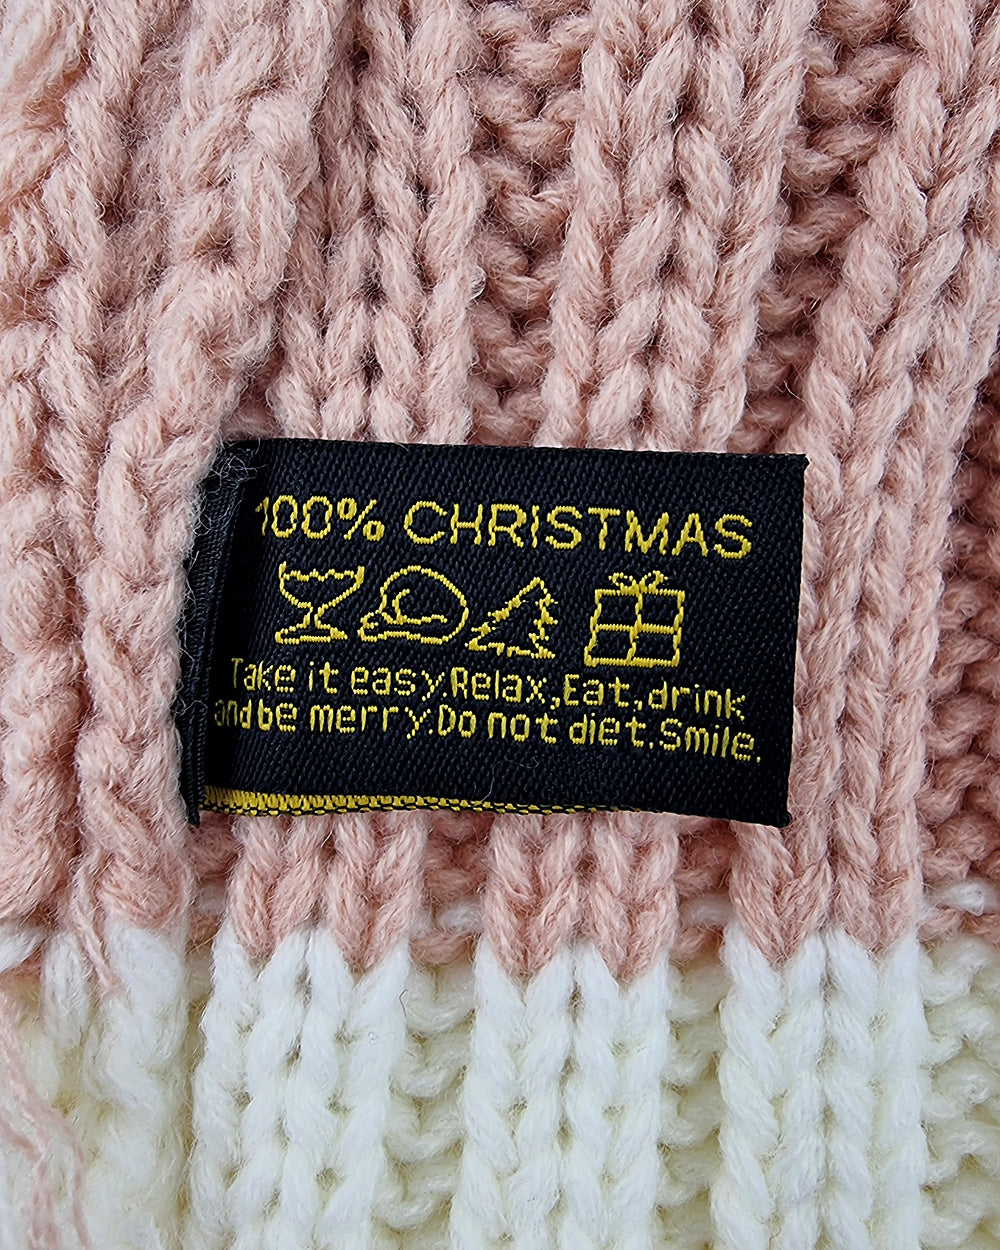 100% CHRISTMAS
Take it easy.Relax,Eat,drink
and be merry.Do not diet.Smile.